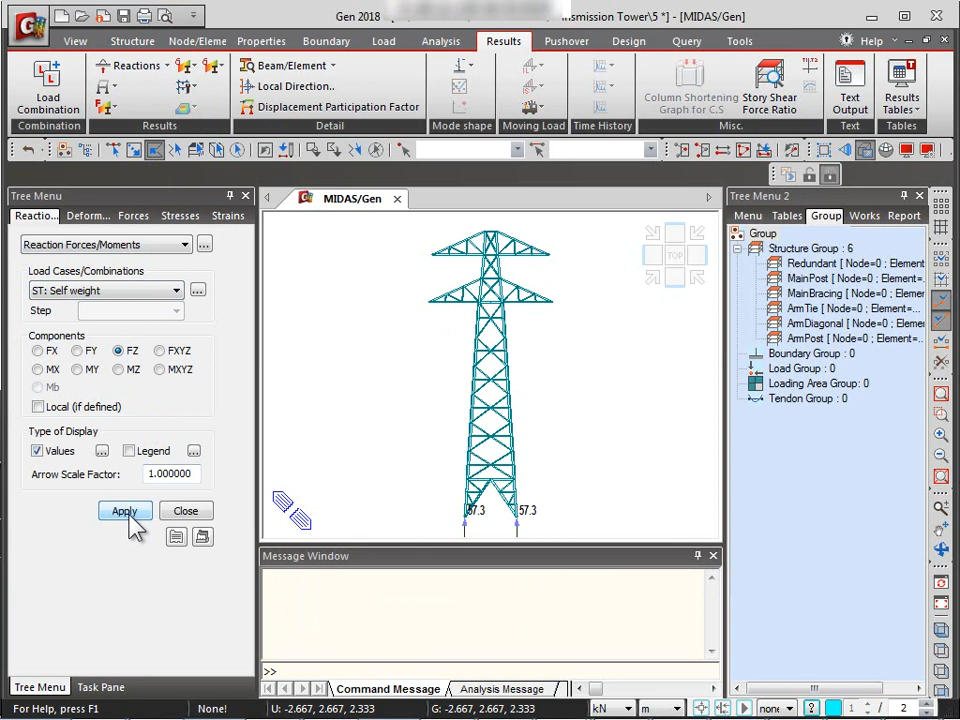 Gen 2018
nsmission Tower\5 *] - [MIDAS/Gen]
View Structure Node/Eleme Properties Boundary Load Analysis Results Pushover Design Query Tools Help
Reactions
Beam/Element
Local Direction..
Displacement Participation Factor
Load
Combination
Column Shortening
Graph for C.S
Story Shear
Force Ratio
Text
Output
Results
Tables
Combination Results Detail Mode shape Moving Load Time History Misc. Text Tables
Tree Menu
Reactio... Deform... Forces Stresses Strains
Reaction Forces/Moments
Load Cases/Combinations
ST: Self weight
Step
Components
FX FY FZ FXYZ
MX MY MZ MXYZ
Mb
Local (if defined)
Type of Display
Values Legend
Arrow Scale Factor: 1.000000
Apply Close
Tree Menu Task Pane
MIDAS/Gen
TOP
57.3 57.3
Message Window
>>
Command Message Analysis Message
Tree Menu 2
Menu Tables Group Works Report
Group
Structure Group : 6
Redundant [ Node=0 ; Element
MainPost [ Node=0 ; Element=
MainBracing [ Node=0 ; Elemen
ArmTie [ Node=0 ; Element=
ArmDiagonal [ Node=0 ; Elemen
ArmPost [ Node=0 ; Element=...
Boundary Group : 0
Load Group : 0
Loading Area Group: 0
Tendon Group : 0
For Help, press F1 None! U: -2.667, 2.667, 2.333 G: -2.667, 2.667, 2.333 kN m none 1 / 2